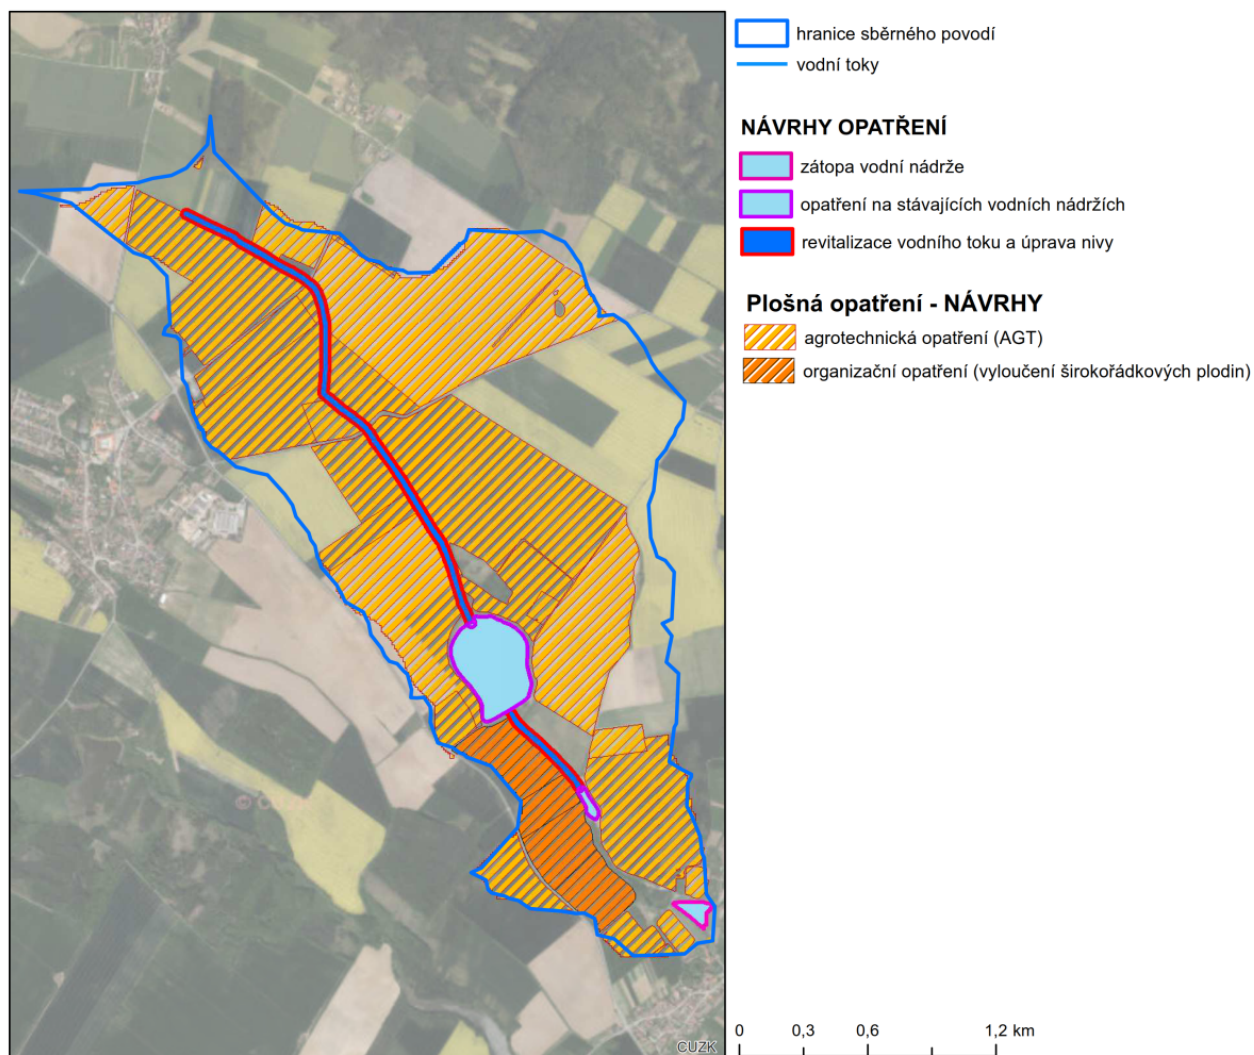 hranice sběrného povodí
vodní toky
NÁVRHY OPATŘENÍ
zátopa vodní nádrže
opatření na stávajících vodních nádržích
revitalizace vodního toku a úprava nivy
Plošná opatření - NÁVRHY
agrotechnická opatření (AGT)
organizační opatření (vyloučení širokořádkových plodin)
© CUZK
CUZK
0 0,3 0,6 1,2 km